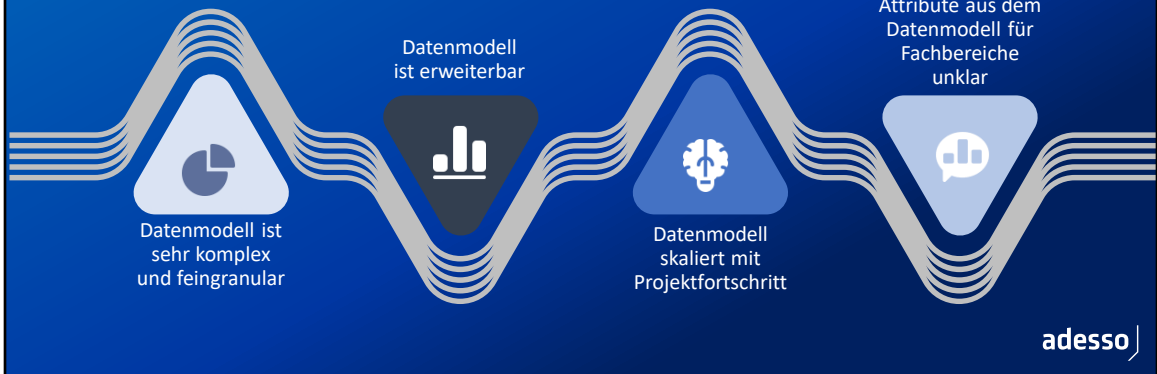 Datenmodell ist
sehr komplex
und feingranular
Datenmodell
ist erweiterbar
Datenmodell
skaliert mit
Projektfortschritt
Attribute aus dem
Datenmodell für
Fachbereiche
unklar
adesso